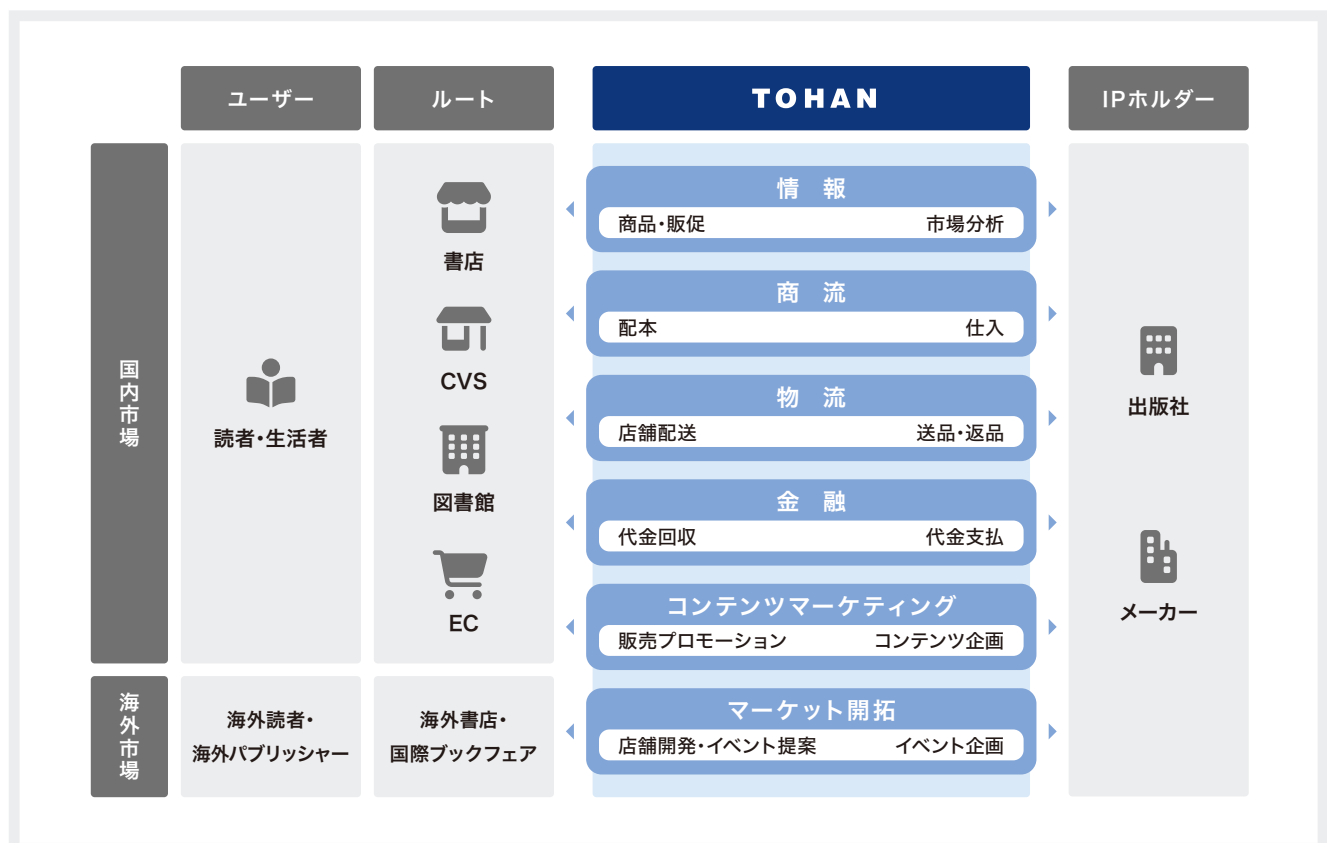 ユーザー
ルート
TOHAN
IPホルダー
国内市場
読者・生活者
書店
CVS
図書館
EC
情 報
商品・販促 市場分析
商 流
配本 仕入
物 流
店舗配送 送品・返品
金 融
代金回収 代金支払
コンテンツマーケティング
販売プロモーション コンテンツ企画
マーケット開拓
店舗開発・イベント提案 イベント企画
出版社
メーカー
海外市場
海外読者・
海外パブリッシャー
海外書店・
国際ブックフェア